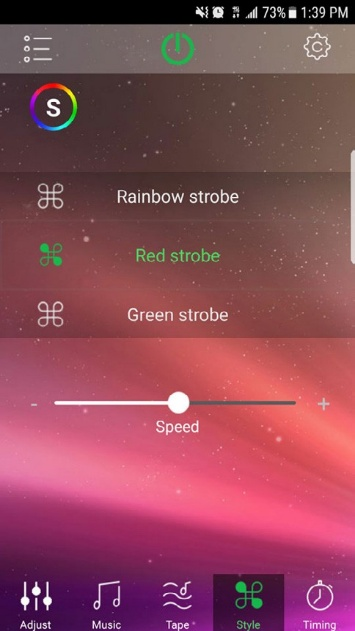 73% 1:39 PM
C
S
Rainbow strobe
Red strobe
Green strobe
- +
Speed
Adjust Music Tape Style Timing